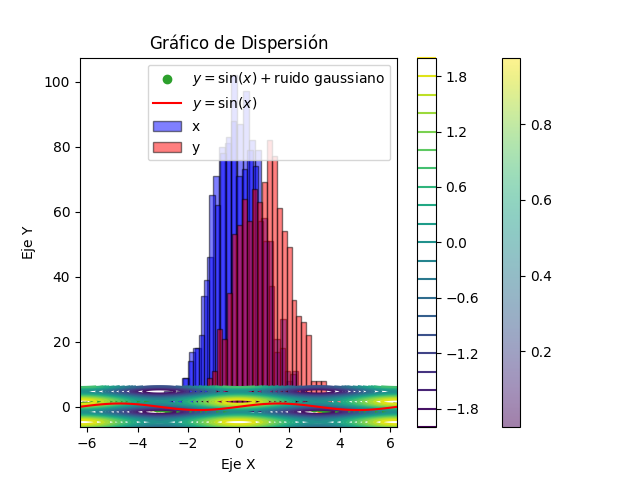 Gráfico de Dispersión
y = sin(x) + ruido gaussiano
y = sin(x)
x
y
Eje Y
100
80
60
40
20
0
−6 −4 −2 0 2 4 6
Eje X
1.8
1.2
0.6
0.0
−0.6
−1.2
−1.8
0.8
0.6
0.4
0.2